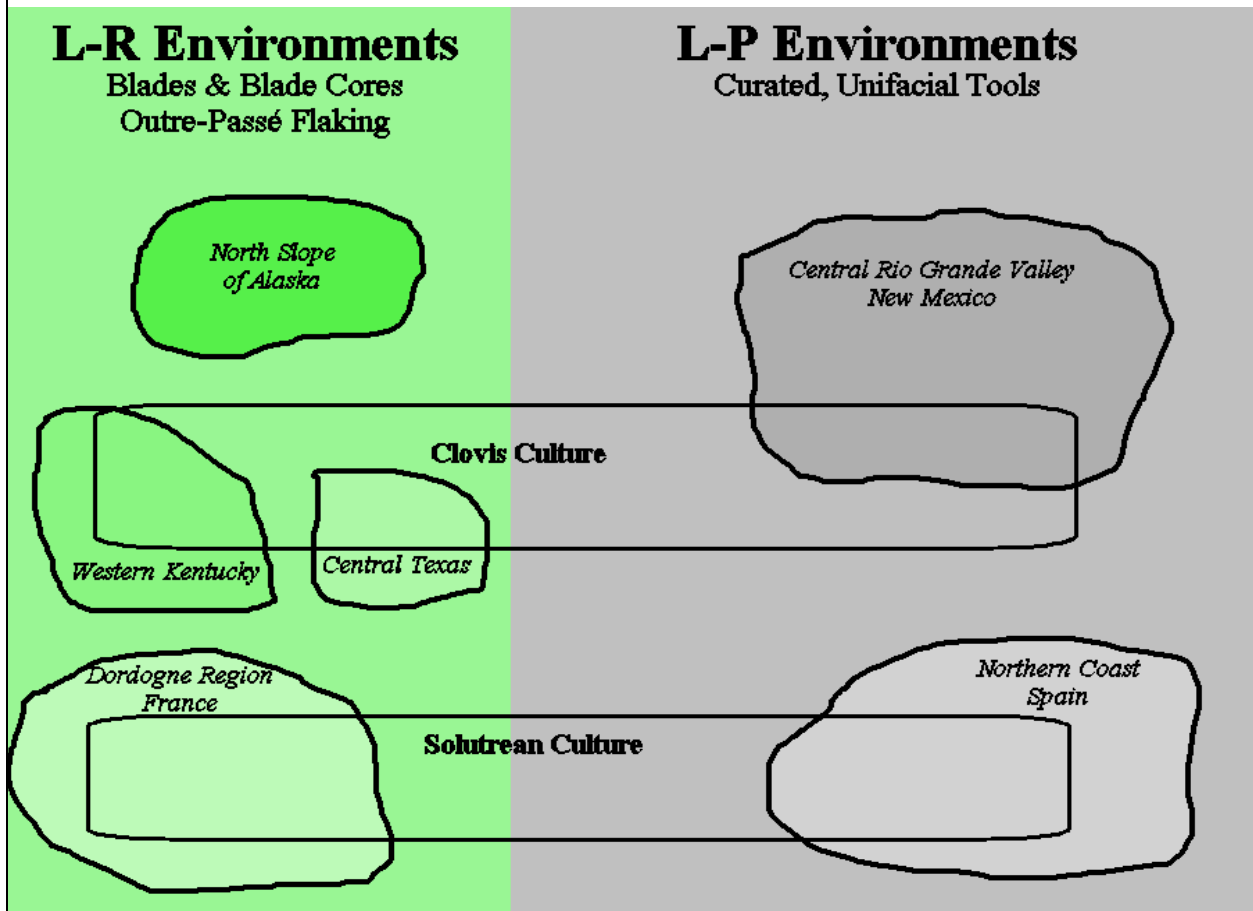 L-R Environments
Blades & Blade Cores
Outre-Passé Flaking
L-P Environments
Curated, Unifacial Tools
North Slope
of Alaska
Central Rio Grande Valley
New Mexico
Clovis Culture
Western Kentucky
Central Texas
Dordogne Region
France
Northern Coast
Spain
Solutrean Culture